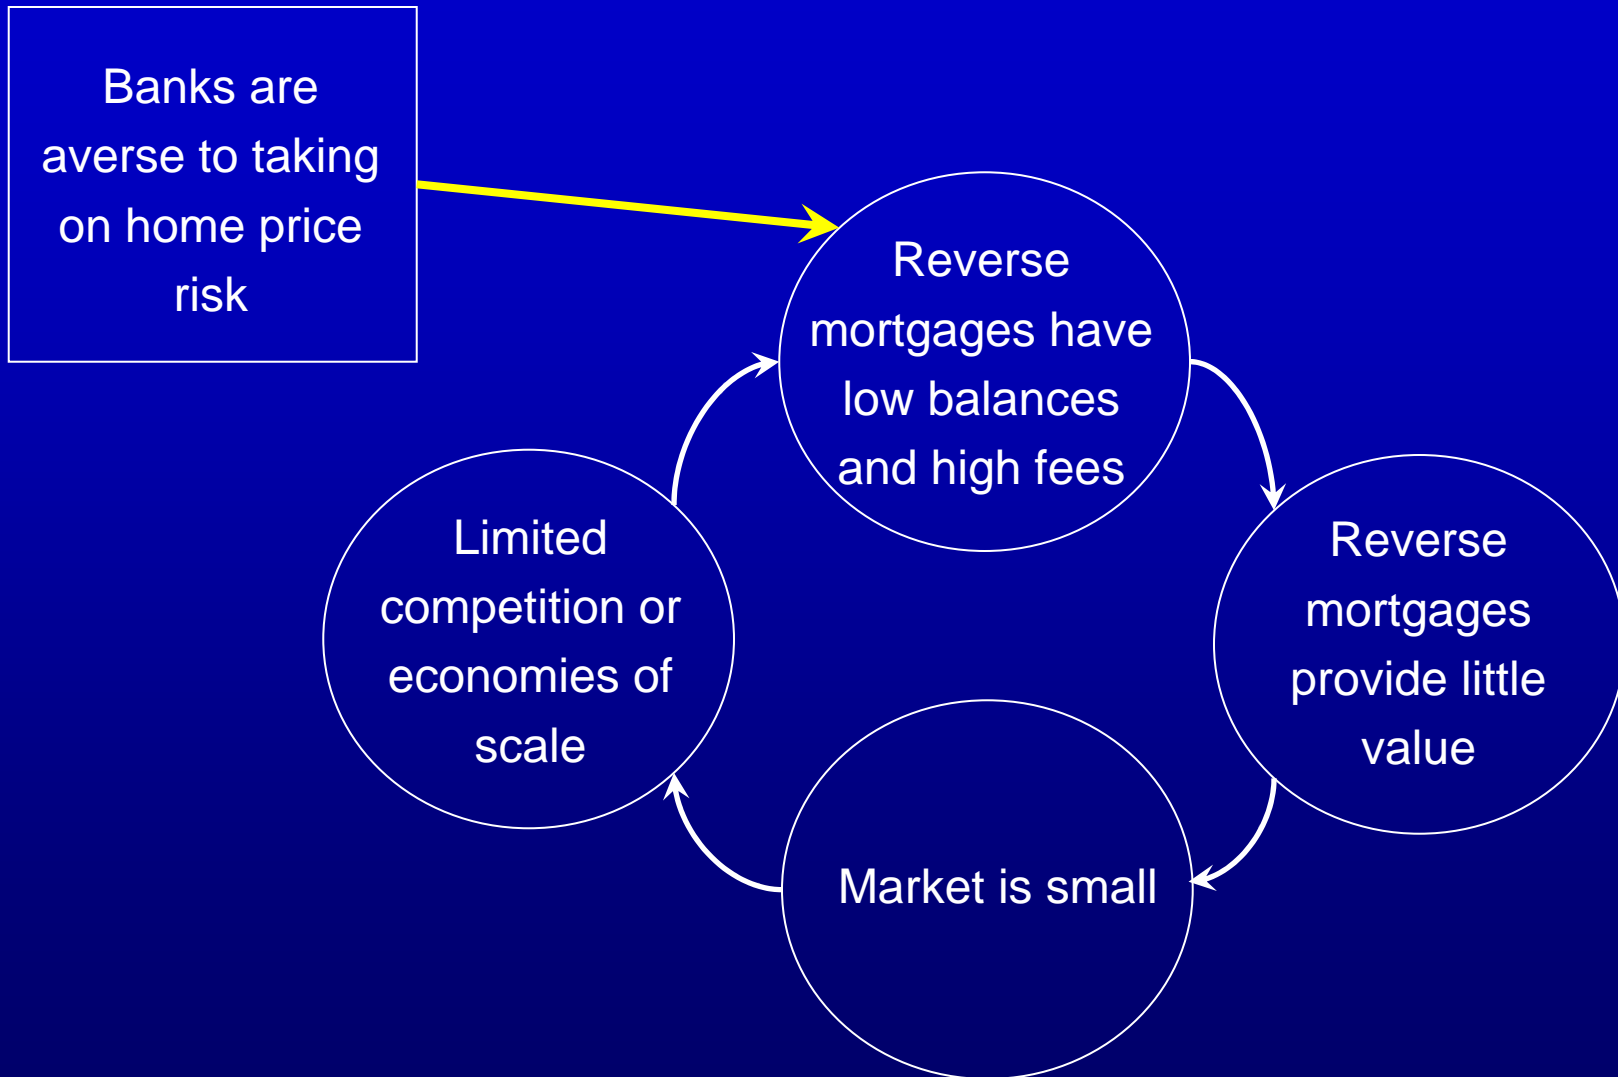 Banks are
averse to taking
on home price
risk
Reverse
mortgages have
low balances
and high fees
Limited
competition or
economies of
scale
Reverse
mortgages
provide little
value
Market is small